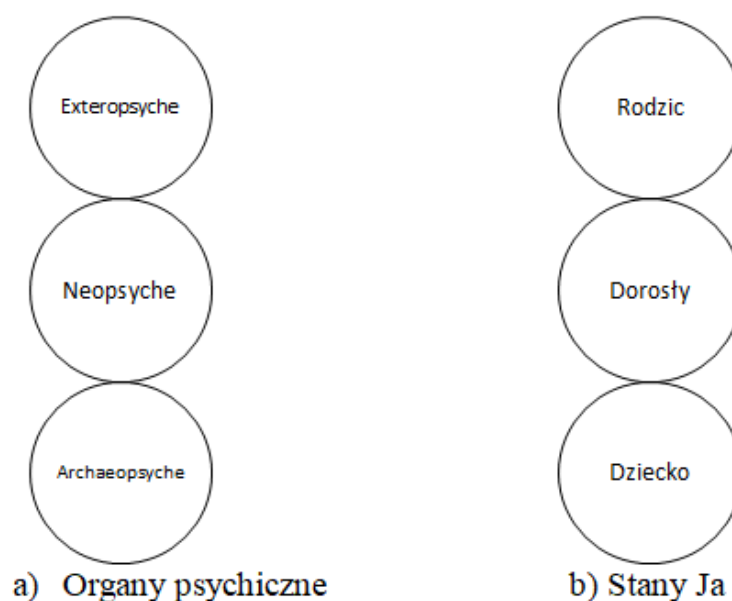 Exteropsyche
Rodzic
Neopsyche
Dorosły
Archaeopsyche
Dziecko
a) Organy psychiczne
b) Stany Ja